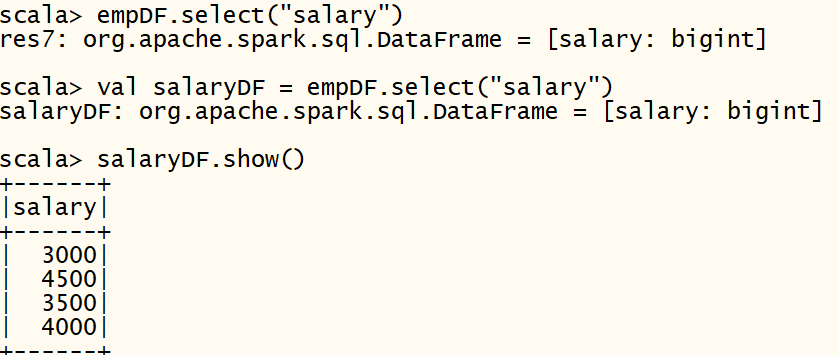 scala> empDF.select("salary")
res7: org.apache.spark.sql.DataFrame = [salary: bigint]
scala> val salaryDF = empDF.select("salary")
salaryDF: org.apache.spark.sql.DataFrame = [salary: bigint]
scala> salaryDF.show()
+------+
|salary|
+------+
|  3000|
|  4500|
|  3500|
|  4000|
+------+